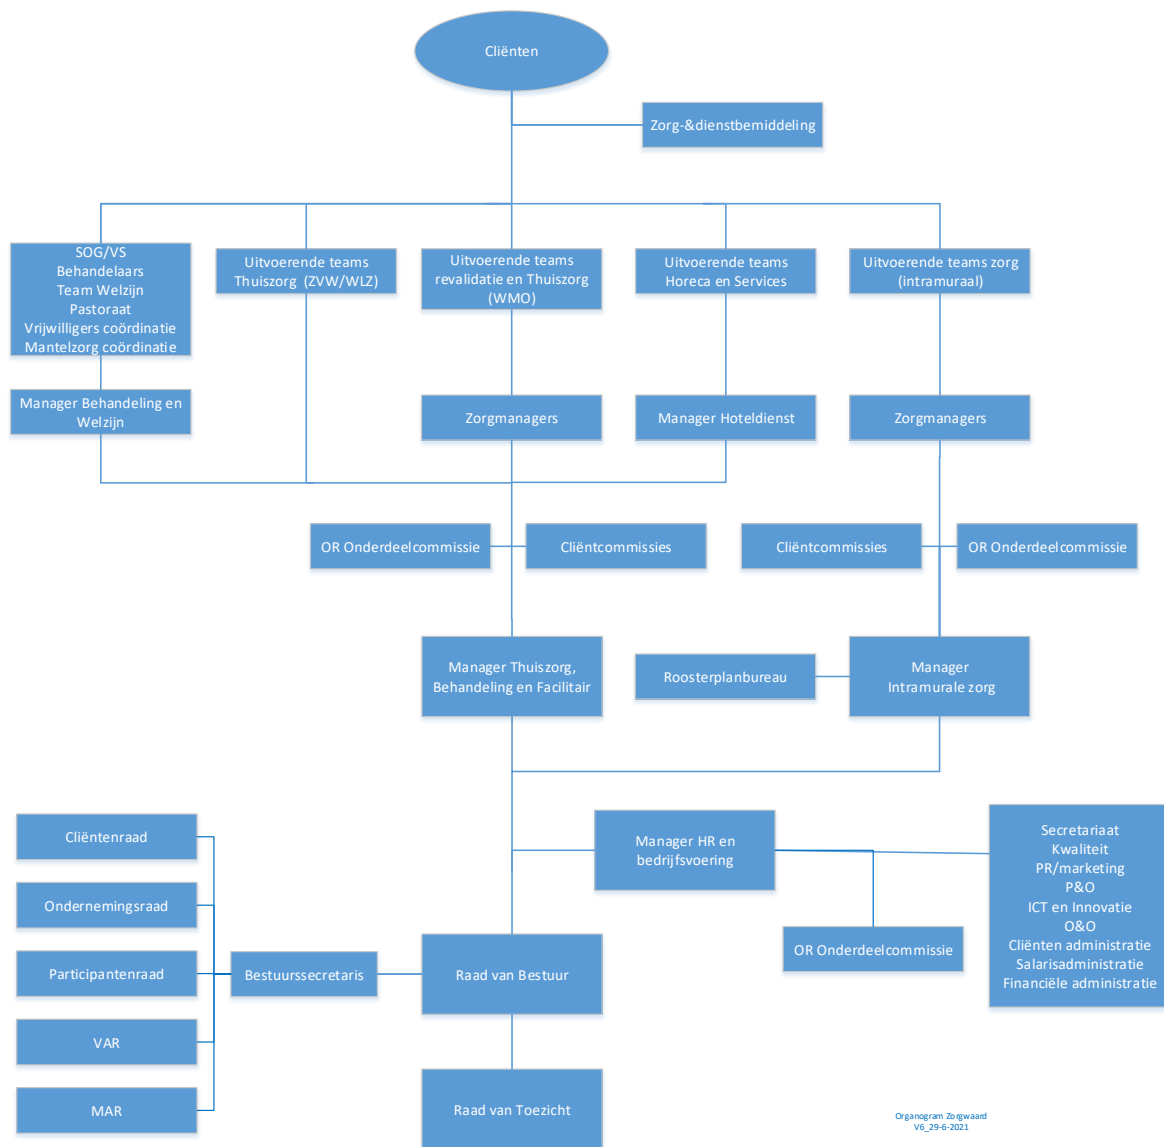 Cliënten
Zorg-&dienstbemiddeling
SOG/VS
Behandelaars
Team Welzijn
Pastoraat
Vrijwilligers coördinatie
Mantelzorg coördinatie
Uitvoerende teams
Thuiszorg (ZVW/WLZ)
Uitvoerende teams
revalidatie en Thuiszorg
(WMO)
Uitvoerende teams
Horeca en Services
Uitvoerende teams zorg
(intramuraal)
Manager Behandeling en
Welzijn
Zorgmanagers
Manager Hoteldienst
Zorgmanagers
OR Onderdeelcommissie
Cliëntcommissies
Cliëntcommissies
OR Onderdeelcommissie
Manager Thuiszorg,
Behandeling en Facilitair
Roosterplanbureau
Manager
Intramurale zorg
Manager HR en
bedrijfsvoering
Secretariaat
Kwaliteit
PR/marketing
P&O
ICT en Innovatie
O&O
Cliënten administratie
Salarisadministratie
Financiële administratie
OR Onderdeelcommissie
Cliëntenraad
Ondernemingsraad
Participantenraad
VAR
MAR
Bestuurssecretaris
Raad van Bestuur
Raad van Toezicht
Organogram Zorgwaard
V6_29-6-2021